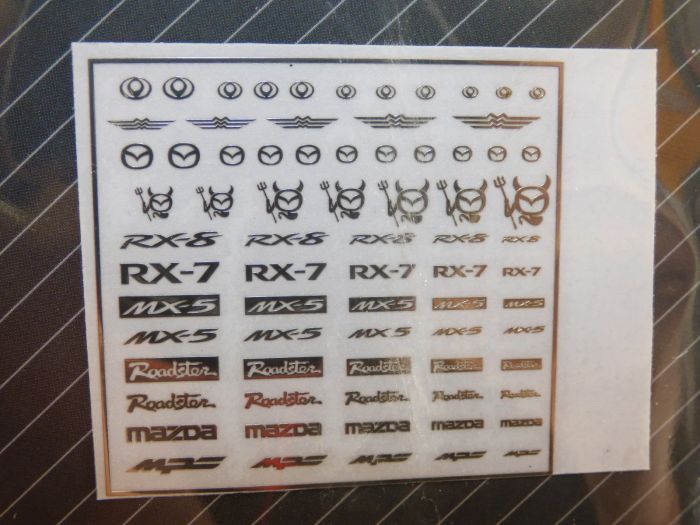 RX-8 RX-8 RX-8 RX-8 RX-8
RX-7 RX-7 RX-7 RX-7 RX-7
MX-5 MX-5 MX-5 MX-5 MX-5
MX-5 MX-5 MX-5 MX-5 MX-5
Roadster Roadster Roadster Roadster Roadster
Roadster Roadster Roadster Roadster Roadster
mazda mazda mazda mazda mazda
MPS MPS MPS MPS MPS